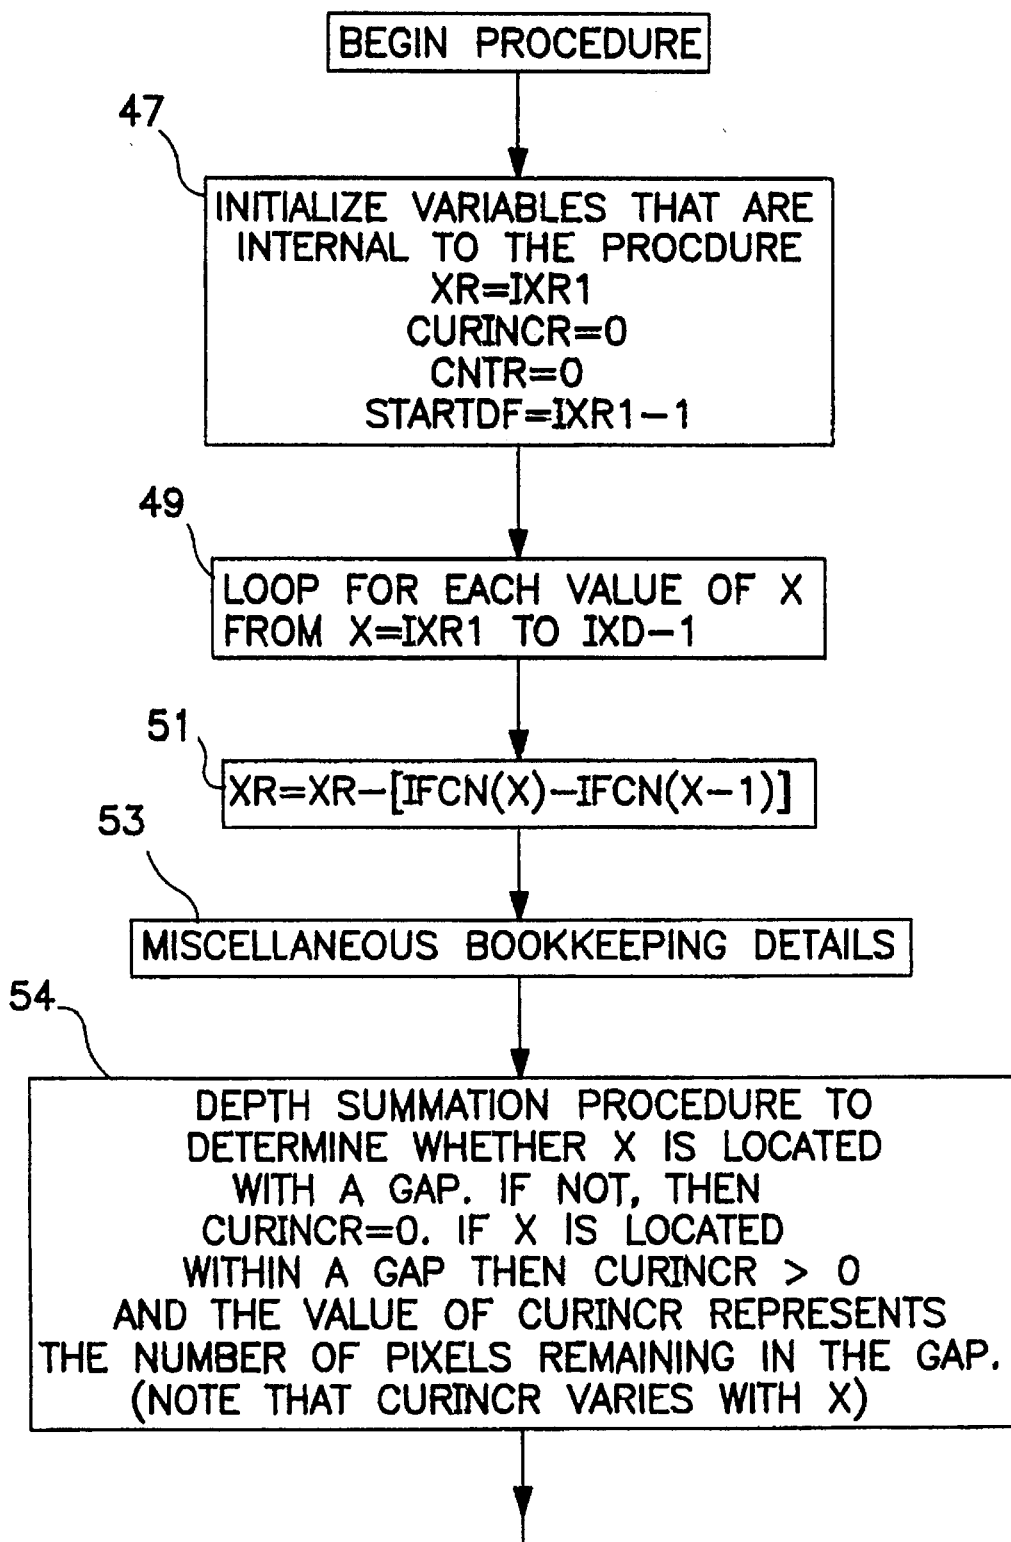 BEGIN PROCEDURE
47
INITIALIZE VARIABLES THAT ARE
INTERNAL TO THE PROCDURE
XR=IXR1
CURINCR=0
CNTR=0
STARTDF=IXR1-1
49
LOOP FOR EACH VALUE OF X
FROM X=IXR1 TO IXD-1
51
XR=XR-[IFCN(X)-IFCN(X-1)]
53
MISCELLANEOUS BOOKKEEPING DETAILS
54
DEPTH SUMMATION PROCEDURE TO
DETERMINE WHETHER X IS LOCATED
WITH A GAP. IF NOT, THEN
CURINCR=0. IF X IS LOCATED
WITHIN A GAP THEN CURINCR > 0
AND THE VALUE OF CURINCR REPRESENTS
THE NUMBER OF PIXELS REMAINING IN THE GAP.
(NOTE THAT CURINCR VARIES WITH X)